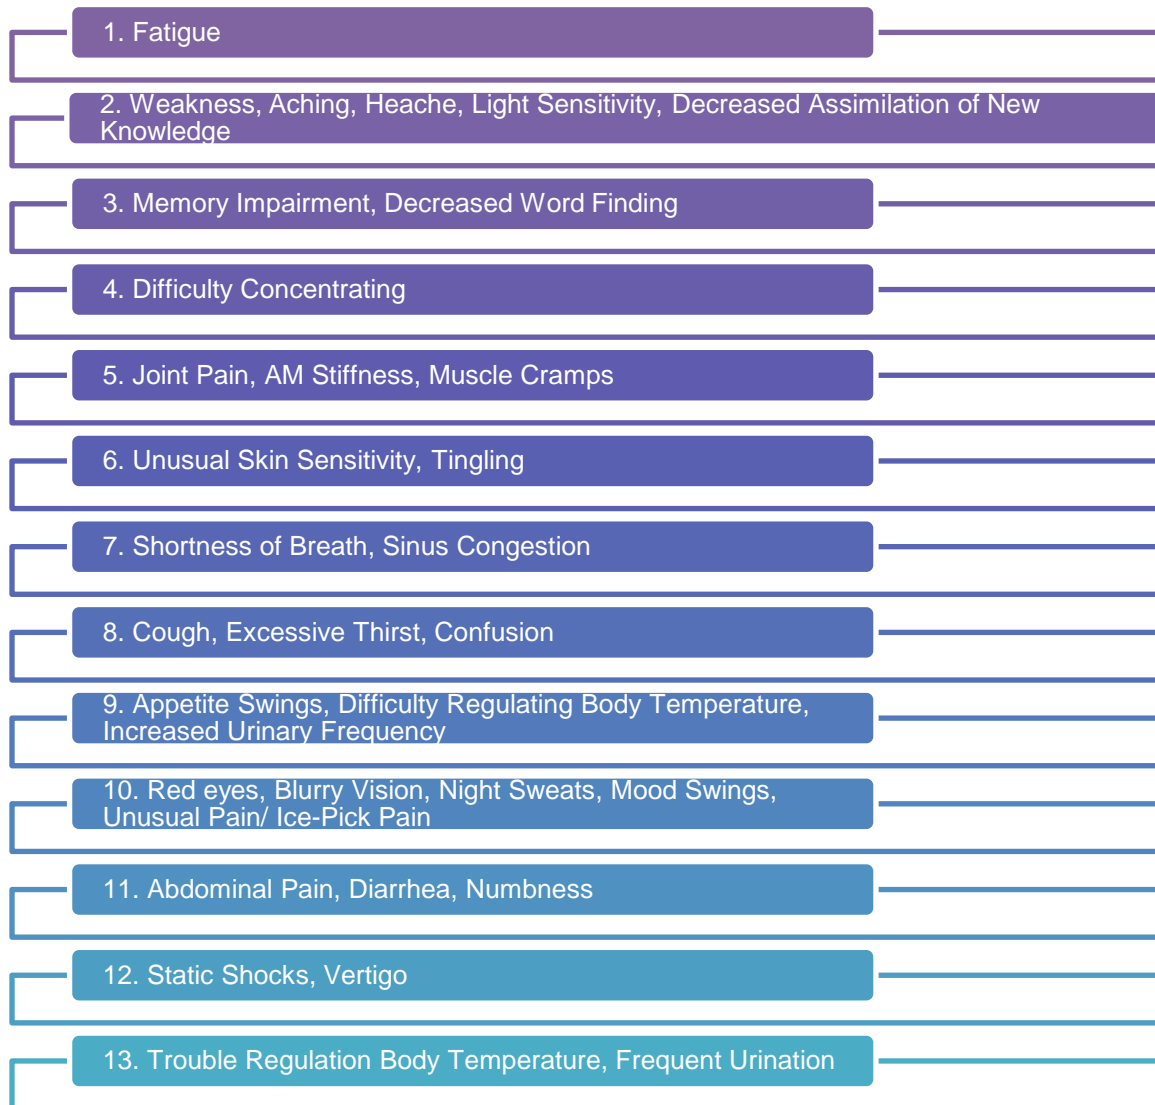 1. Fatigue
2. Weakness, Aching, Heache, Light Sensitivity, Decreased Assimilation of New
Knowledge
3. Memory Impairment, Decreased Word Finding
4. Difficulty Concentrating
5. Joint Pain, AM Stiffness, Muscle Cramps
6. Unusual Skin Sensitivity, Tingling
7. Shortness of Breath, Sinus Congestion
8. Cough, Excessive Thirst, Confusion
9. Appetite Swings, Difficulty Regulating Body Temperature,
Increased Urinary Frequency
10. Red eyes, Blurry Vision, Night Sweats, Mood Swings,
Unusual Pain/ Ice-Pick Pain
11. Abdominal Pain, Diarrhea, Numbness
12. Static Shocks, Vertigo
13. Trouble Regulation Body Temperature, Frequent Urination